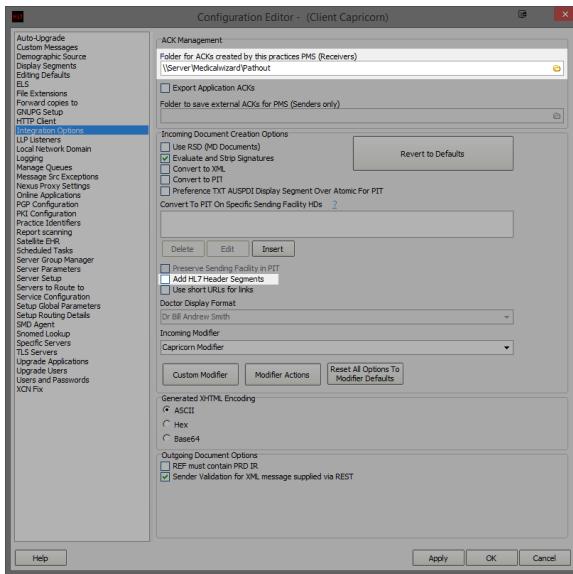 HL7
Configuration Editor - (Client Capricorn)
Auto-Upgrade
Custom Messages
Demographic Source
Display Segments
Editing Defaults
ELS
File Extensions
Forward copies to
GNUPG Setup
HTTP Client
Integration Options
LLP Listeners
Local Network Domain
Logging
Manage Queues
Message Src Exceptions
Nexus Proxy Settings
Online Applications
PGP Configuration
PKI Configuration
Practice Identifiers
Report scanning
Satellite EHR
Scheduled Tasks
Server Group Manager
Server Parameters
Server Setup
Servers to Route to
Service Configuration
Setup Global Parameters
Setup Routing Details
SMD Agent
Snomed Lookup
Specific Servers
TLS Servers
Upgrade Applications
Upgrade Users
Users and Passwords
XCN Fix
ACK Management
Folder for ACKs created by this practices PMS (Receivers)
\\Server\Medicalwizard\Pathout
Export Application ACKs
Folder to save external ACKs for PMS (Senders only)
Incoming Document Creation Options
Use RSD (MD Documents)
Evaluate and Strip Signatures
Convert to XML
Convert to PIT
Preference TXT AUSPDI Display Segment Over Atomic For PIT
Revert to Defaults
Convert To PIT On Specific Sending Facility HDs ?
Delete Edit Insert
Preserve Sending Facility in PIT
Add HL7 Header Segments
Use short URLs for links
Doctor Display Format
Dr Bill Andrew Smith
Incoming Modifier
Capricorn Modifier
Custom Modifier Modifier Actions Reset All Options To
Modifier Defaults
Generated XHTML Encoding
ASCII
Hex
Base64
Outgoing Document Options
REF must contain PRD IR
Sender Validation for XML message supplied via REST
Help Apply OK Cancel